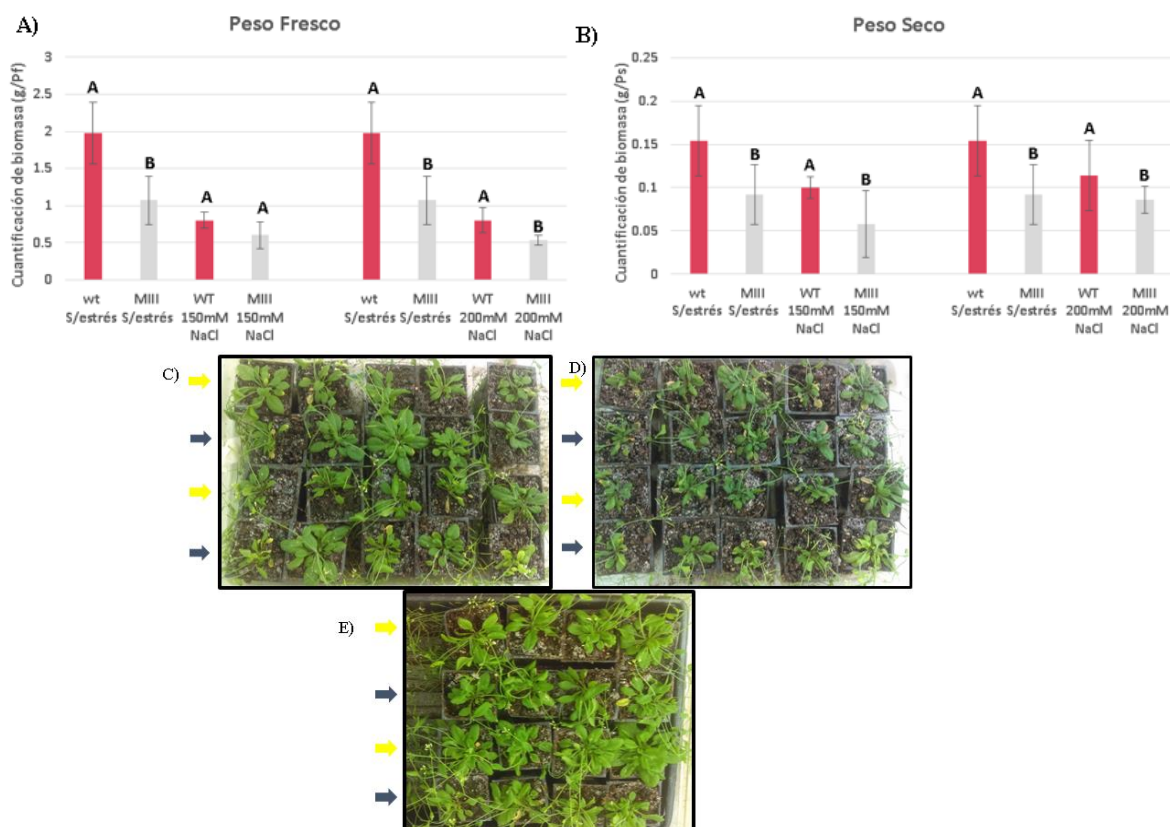 A)
Peso Fresco
Cuantificación de biomasa (g/Pf)
3
2.5
2
1.5
1
0.5
0
A
B
A
A
A
B
A
B
wt
S/estrés
MIII
S/estrés
WT
150mM
NaCl
MIII
150mM
NaCl
wt
S/estrés
MIII
S/estrés
WT
200mM
NaCl
MIII
200mM
NaCl
B)
Peso Seco
Cuantificación de biomasa (g/Ps)
0.25
0.2
0.15
0.1
0.05
0
A
B
A
B
A
B
A
B
wt
S/estrés
MIII
S/estrés
WT
150mM
NaCl
MIII
150mM
NaCl
wt
S/estrés
MIII
S/estrés
WT
200mM
NaCl
MIII
200mM
NaCl
C)
D)
E)